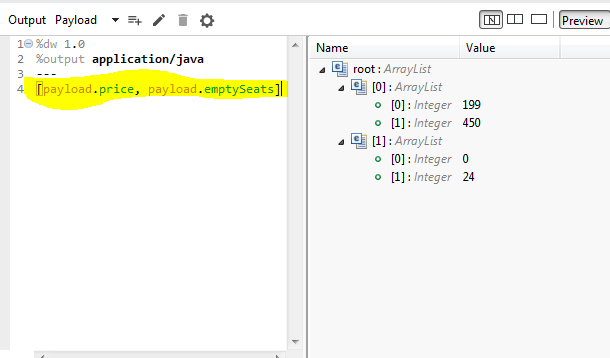 Output Payload Preview
1 %dw 1.0
2 %output application/java
3 ---
4 [payload.price, payload.emptySeats]
Name Value
root : ArrayList
[0] : ArrayList
[0] : Integer 199
[1] : Integer 450
[1] : ArrayList
[0] : Integer 0
[1] : Integer 24